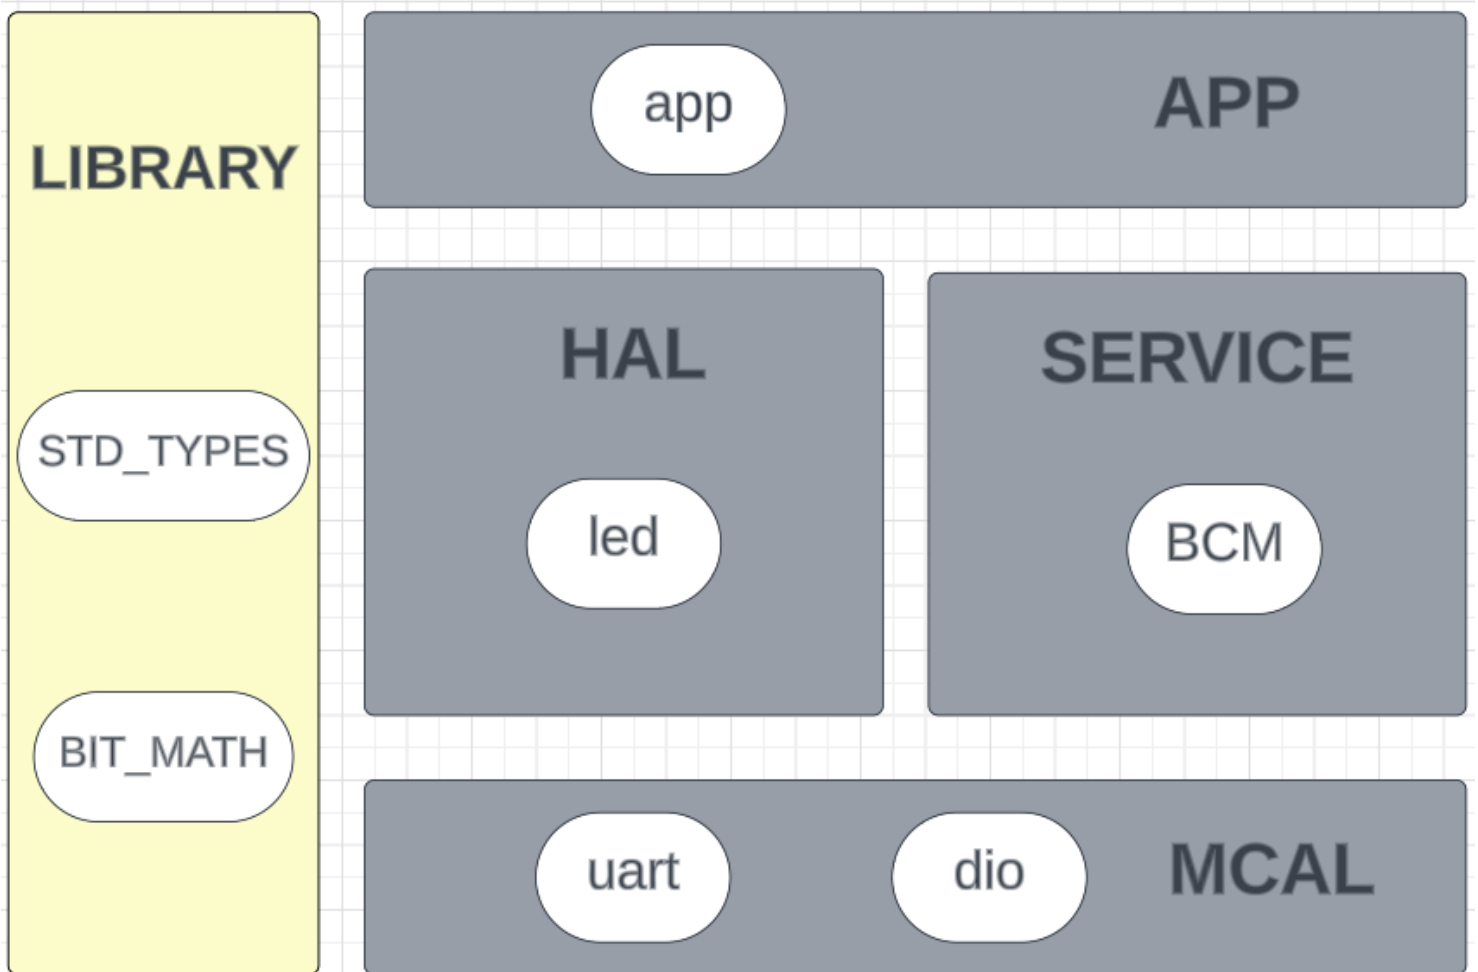 LIBRARY
STD_TYPES
BIT_MATH
app
APP
HAL
led
SERVICE
BCM
uart
dio
MCAL